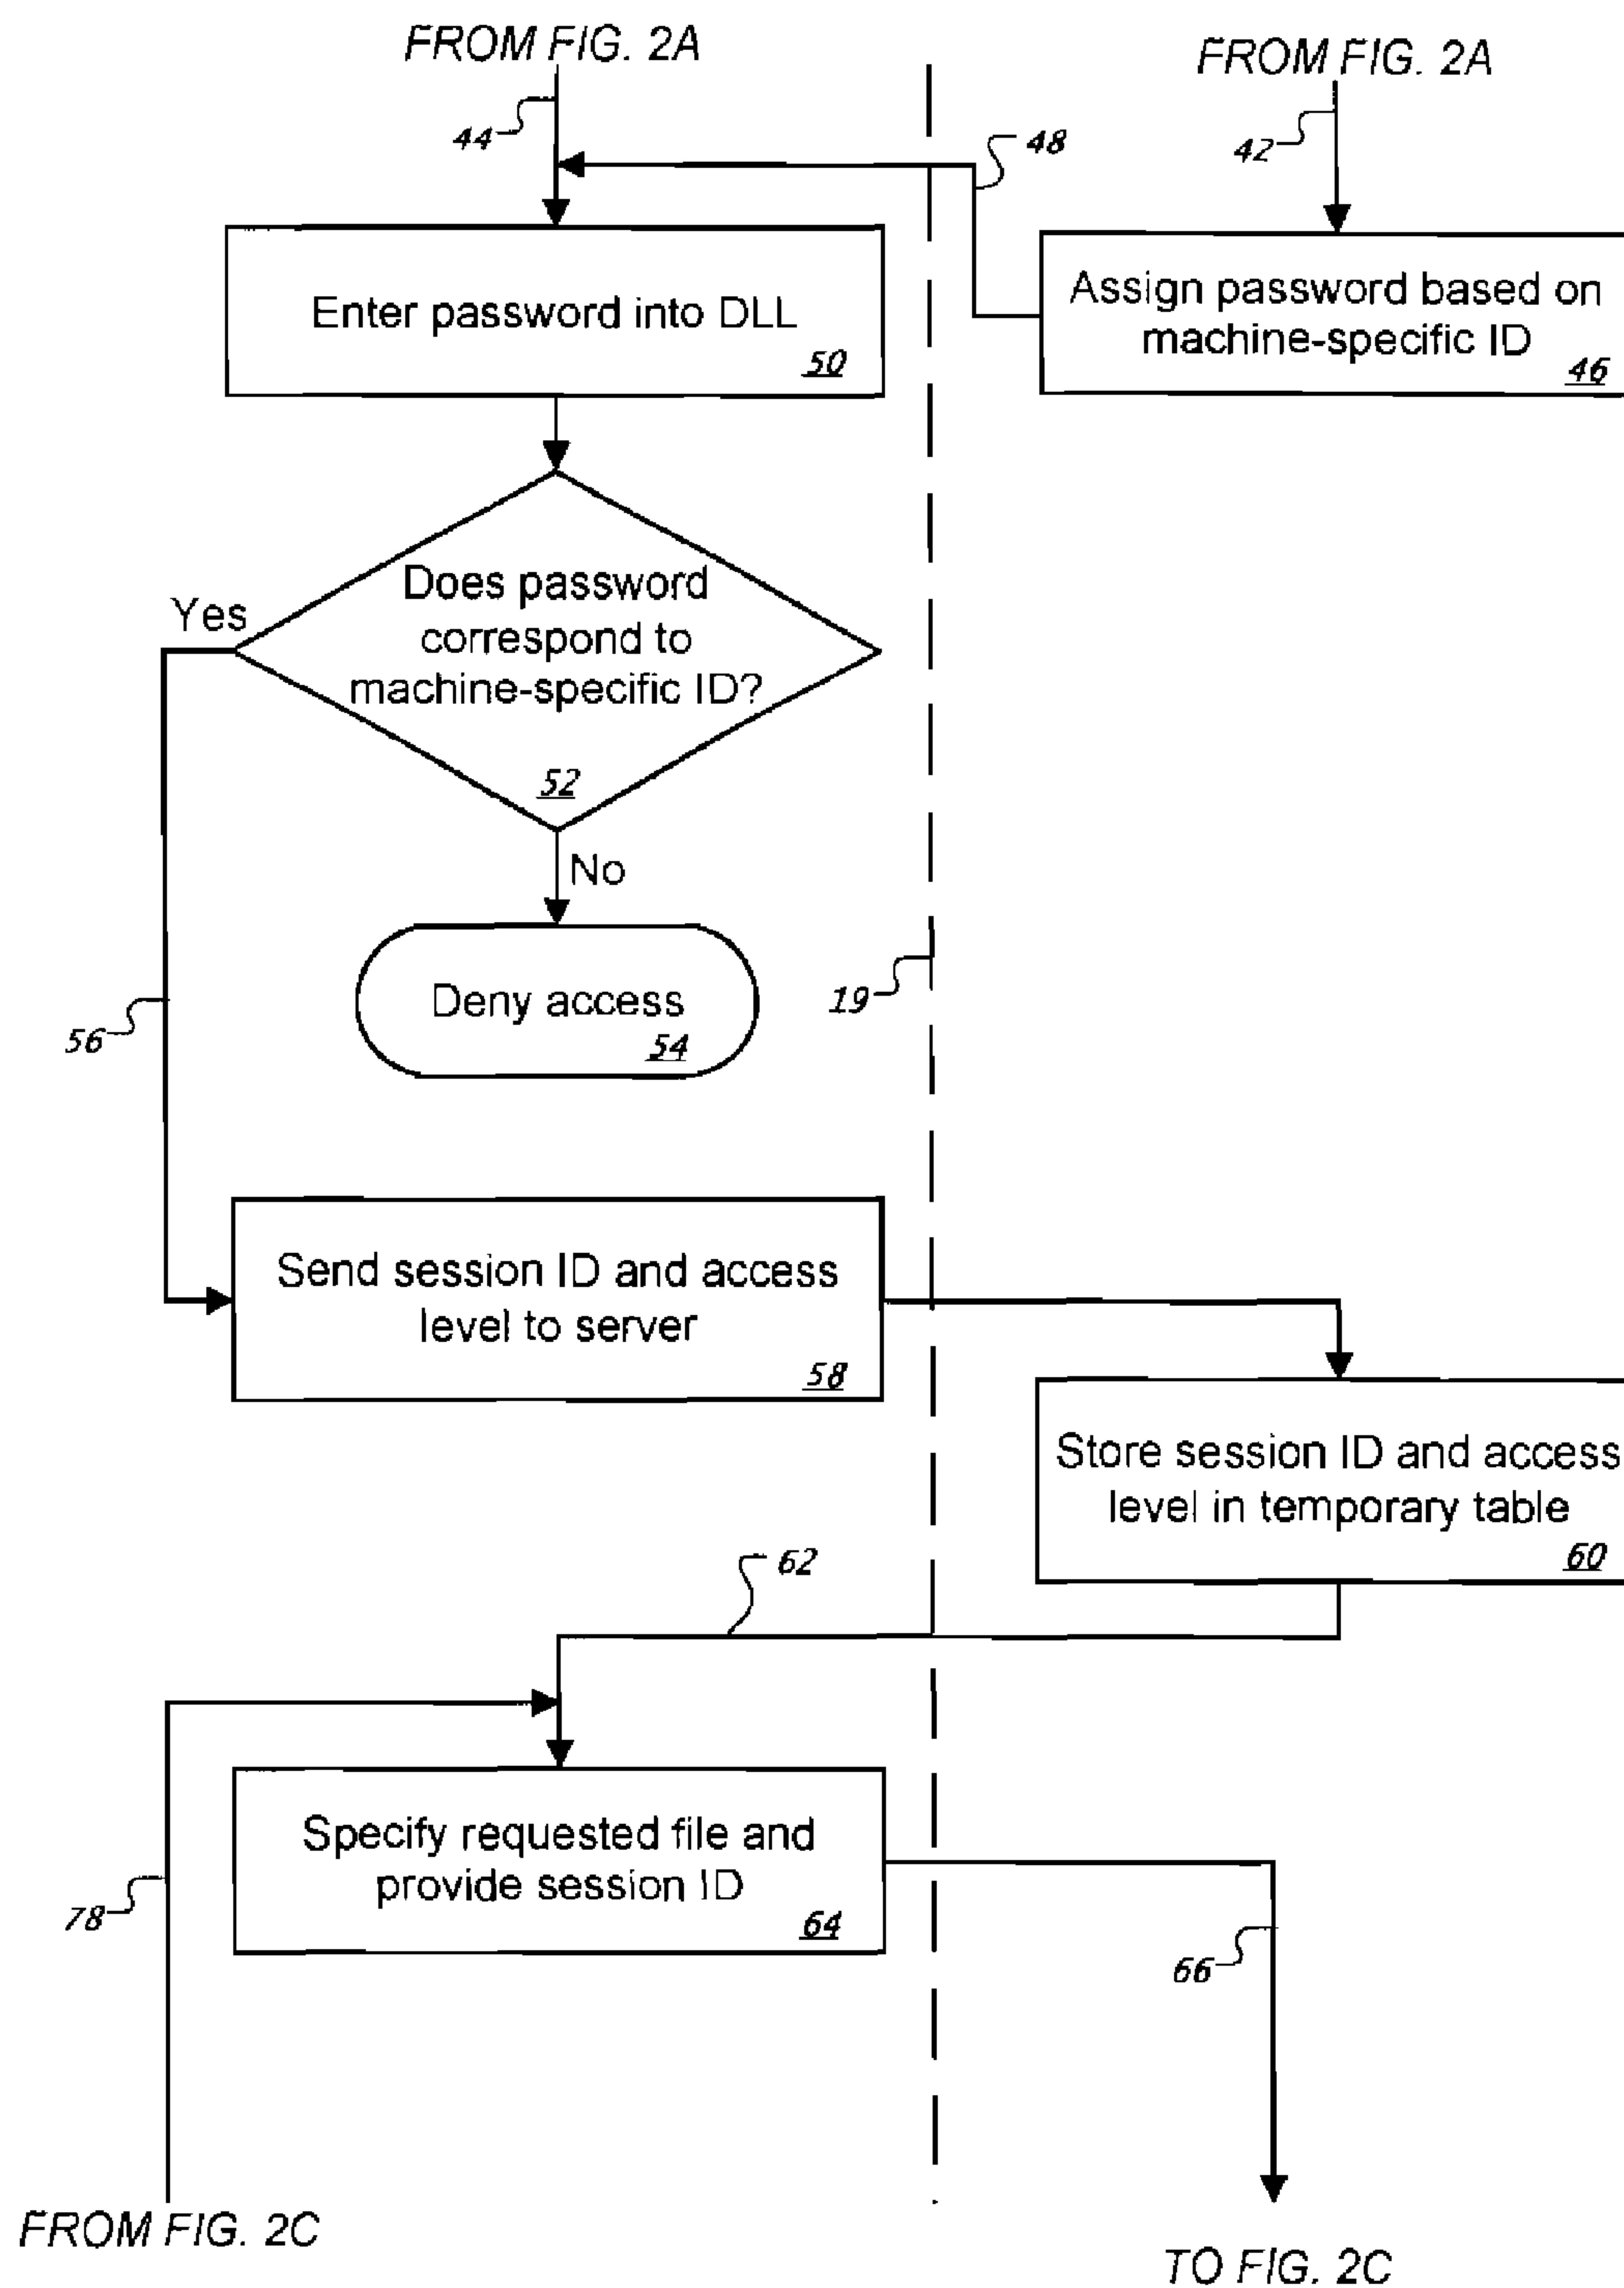 FROM FIG. 2A
FROM FIG. 2A
44
48
42
Enter password into DLL
50
Assign password based on
machine-specific ID
46
Does password
correspond to
machine-specific ID?
52
Yes
No
Deny access
54
19
56
Send session ID and access
level to server
58
Store session ID and access
level in temporary table
60
62
Specify requested file and
provide session ID
64
78
66
FROM FIG. 2C
TO FIG. 2C